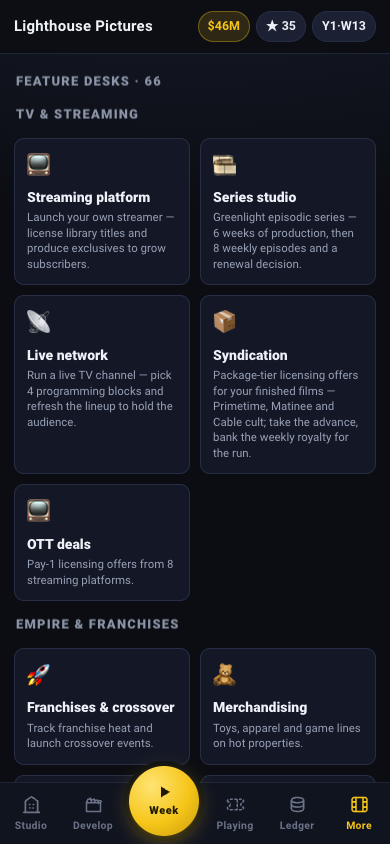 Lighthouse Pictures
$46M
★ 35
Y1·W13
FEATURE DESKS · 66
TV & STREAMING
Streaming platform
Launch your own streamer —
license library titles and
produce exclusives to grow
subscribers.
Series studio
Greenlight episodic series —
6 weeks of production, then
8 weekly episodes and a
renewal decision.
Live network
Run a live TV channel — pick
4 programming blocks and
refresh the lineup to hold the
audience.
Syndication
Package-tier licensing offers
for your finished films —
Primetime, Matinee and
Cable cult; take the advance,
bank the weekly royalty for
the run.
OTT deals
Pay-1 licensing offers from 8
streaming platforms.
EMPIRE & FRANCHISES
Franchises & crossover
Track franchise heat and
launch crossover events.
Merchandising
Toys, apparel and game lines
on hot properties.
Studio
Develop
Week
Playing
Ledger
More